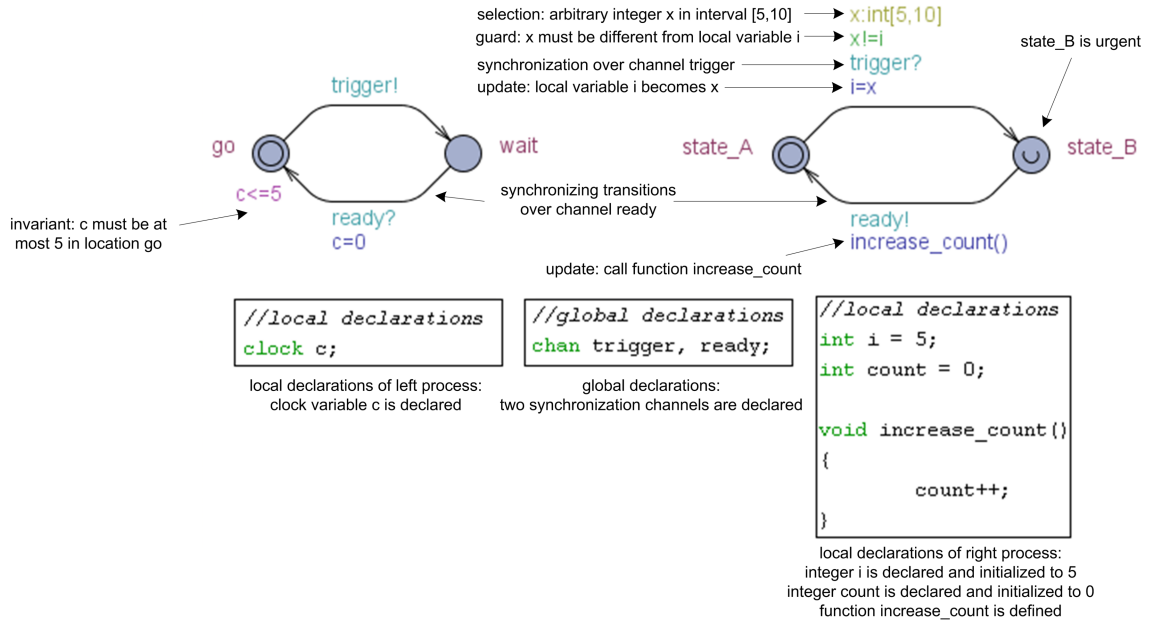 selection: arbitrary integer x in interval [5,10]
x:int[5,10]
guard: x must be different from local variable i
x!=i
state_B is urgent
synchronization over channel trigger
trigger?
update: local variable i becomes x
i=x
trigger!
go
wait
state_A
state_B
c<=5
synchronizing transitions
over channel ready
invariant: c must be at
most 5 in location go
ready?
c=0
ready!
increase_count()
update: call function increase_count
//local declarations
clock c;
local declarations of left process:
clock variable c is declared
//global declarations
chan trigger, ready;
global declarations:
two synchronization channels are declared
//local declarations
int i = 5;
int count = 0;
void increase_count()
{
count++;
}
local declarations of right process:
integer i is declared and initialized to 5
integer count is declared and initialized to 0
function increase_count is defined